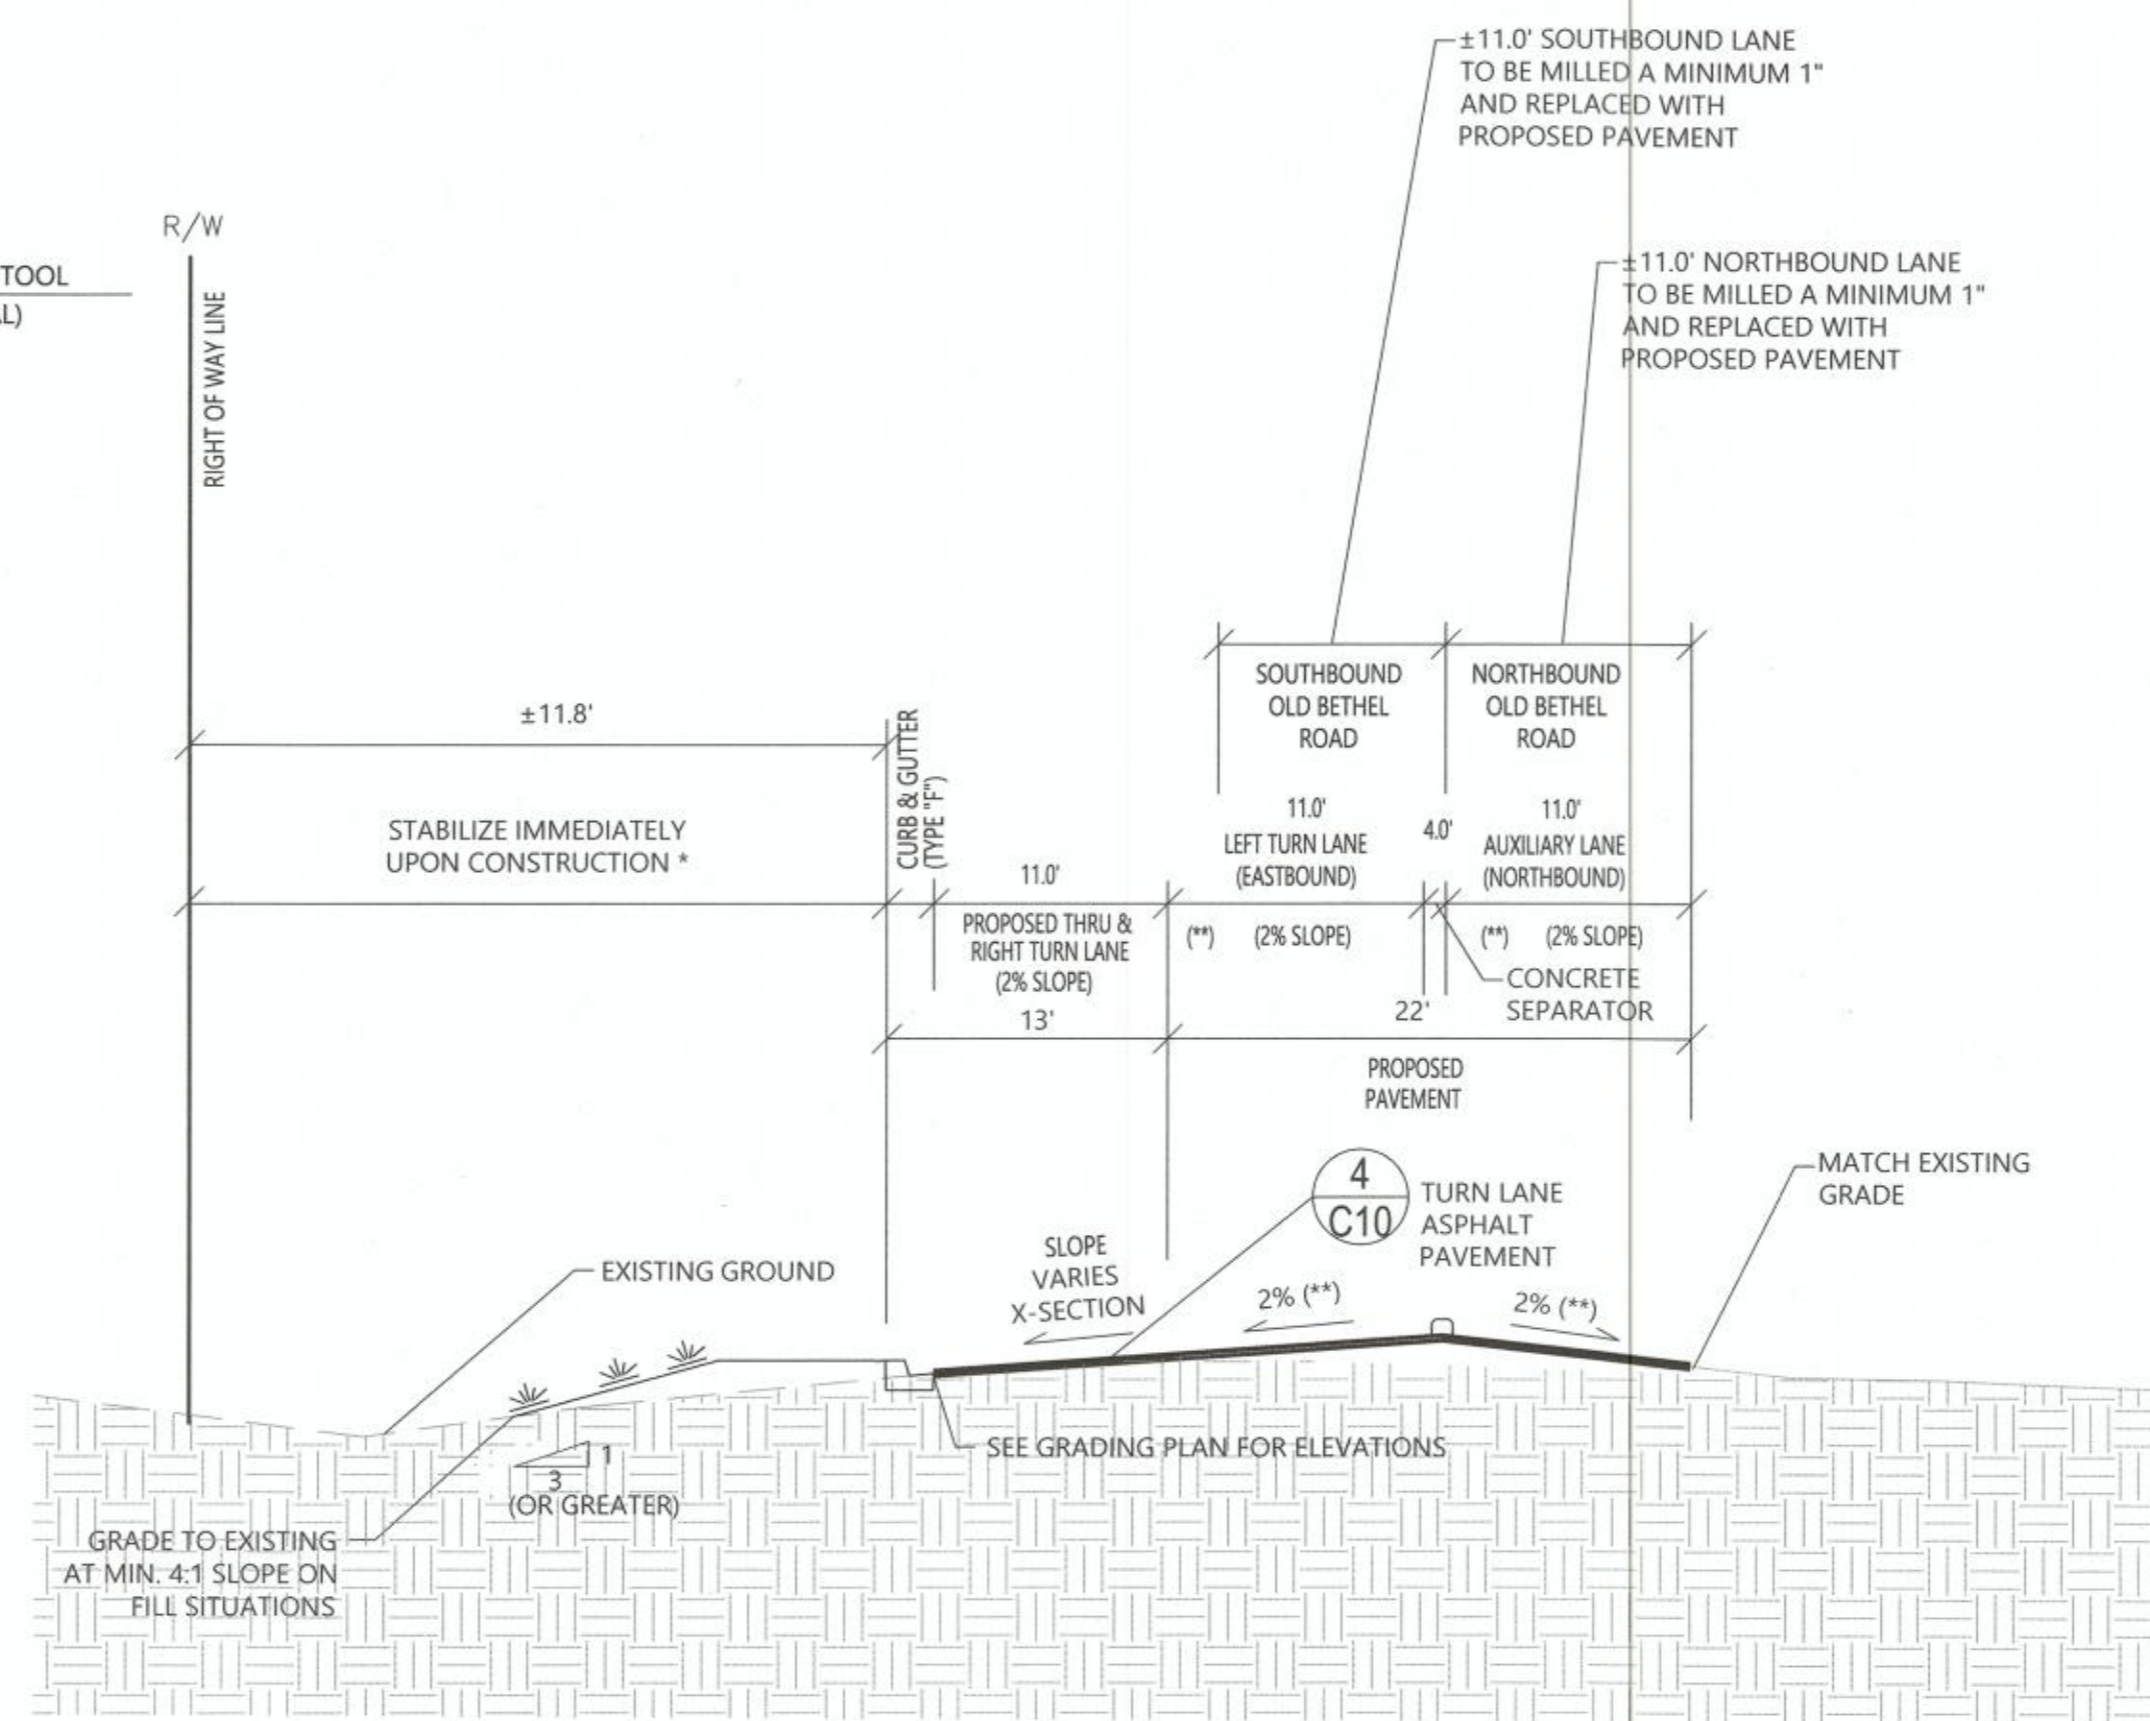 ±11.0' SOUTHBOUND LANE
TO BE MILLED A MINIMUM 1"
AND REPLACED WITH
PROPOSED PAVEMENT
±11.0' NORTHBOUND LANE
TO BE MILLED A MINIMUM 1"
AND REPLACED WITH
PROPOSED PAVEMENT
R/W
TOOL
L)
RIGHT OF WAY LINE
±11.8'
STABILIZE IMMEDIATELY
UPON CONSTRUCTION *
CURB & GUTTER
(TYPE "F")
SOUTHBOUND
OLD BETHEL
ROAD
NORTHBOUND
OLD BETHEL
ROAD
11.0'
LEFT TURN LANE
(EASTBOUND)
4.0'
11.0'
AUXILIARY LANE
(NORTHBOUND)
11.0'
PROPOSED THRU &
RIGHT TURN LANE
(2% SLOPE)
(**) (2% SLOPE)
(**) (2% SLOPE)
CONCRETE
SEPARATOR
13'
22'
PROPOSED
PAVEMENT
4
C10
TURN LANE
ASPHALT
PAVEMENT
MATCH EXISTING
GRADE
EXISTING GROUND
SLOPE
VARIES
X-SECTION
2% (**)
2% (**)
SEE GRADING PLAN FOR ELEVATIONS
1
3
(OR GREATER)
GRADE TO EXISTING
AT MIN. 4:1 SLOPE ON
FILL SITUATIONS